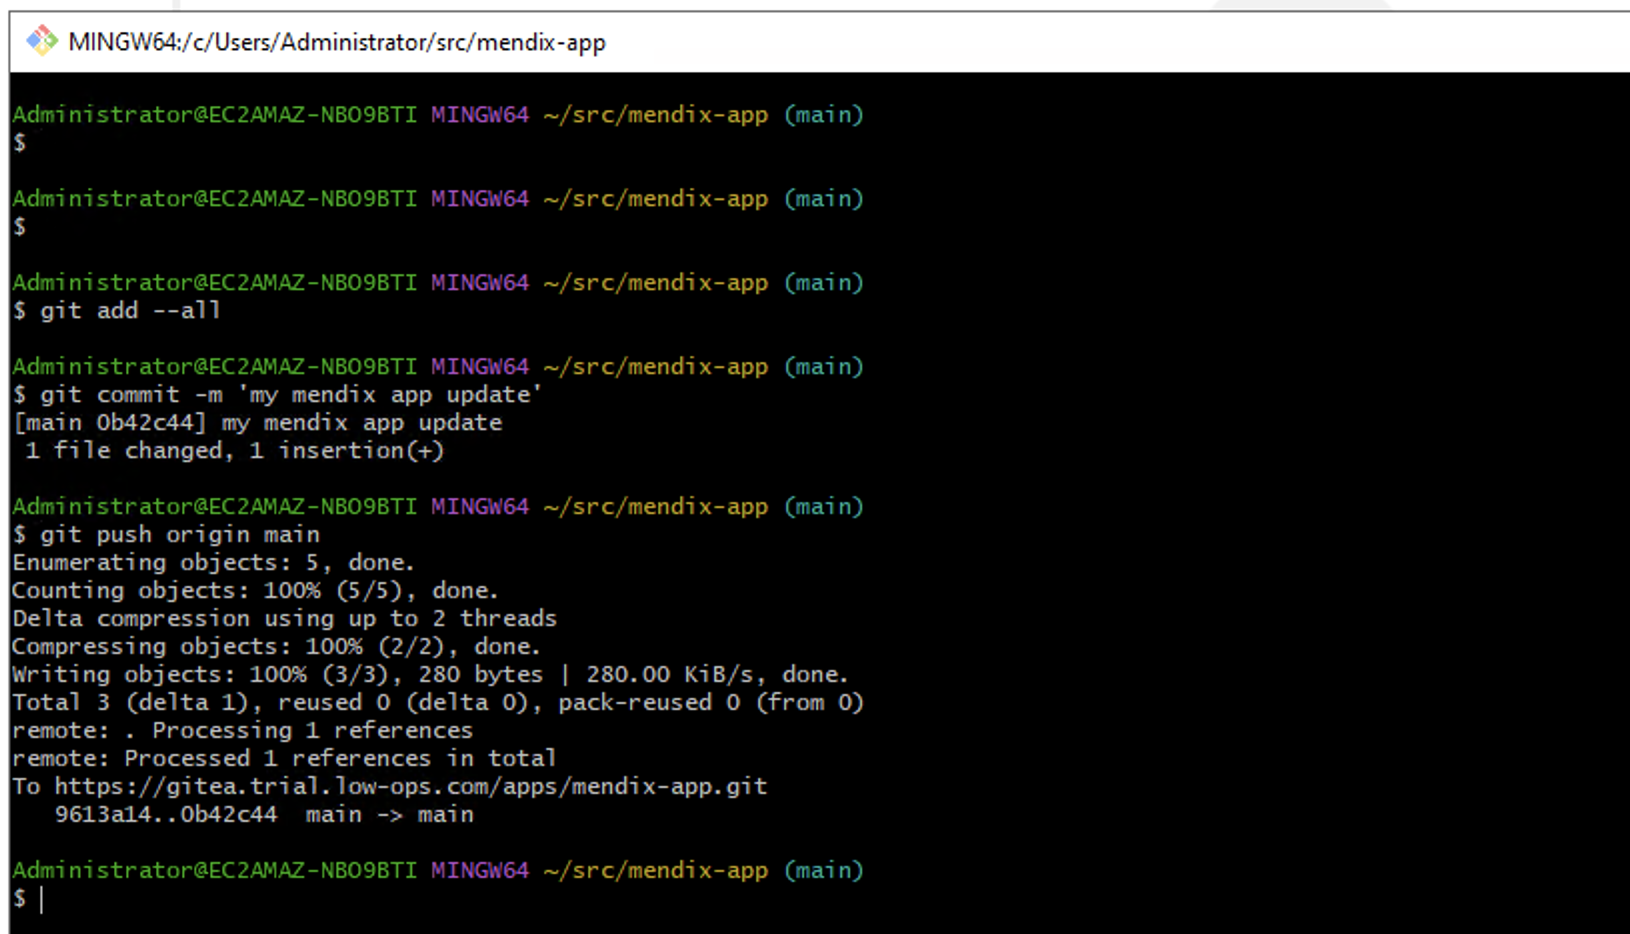 MINGW64:/c/Users/Administrator/src/mendix-app
Administrator@EC2AMAZ-NBO9BTI MINGW64 ~/src/mendix-app (main)
$
Administrator@EC2AMAZ-NBO9BTI MINGW64 ~/src/mendix-app (main)
$
Administrator@EC2AMAZ-NBO9BTI MINGW64 ~/src/mendix-app (main)
$ git add --all
Administrator@EC2AMAZ-NBO9BTI MINGW64 ~/src/mendix-app (main)
$ git commit -m 'my mendix app update'
[main 0b42c44] my mendix app update
 1 file changed, 1 insertion(+)
Administrator@EC2AMAZ-NBO9BTI MINGW64 ~/src/mendix-app (main)
$ git push origin main
Enumerating objects: 5, done.
Counting objects: 100% (5/5), done.
Delta compression using up to 2 threads
Compressing objects: 100% (2/2), done.
Writing objects: 100% (3/3), 280 bytes | 280.00 KiB/s, done.
Total 3 (delta 1), reused 0 (delta 0), pack-reused 0 (from 0)
remote: . Processing 1 references
remote: Processed 1 references in total
To https://gitea.trial.low-ops.com/apps/mendix-app.git
   9613a14..0b42c44  main -> main
Administrator@EC2AMAZ-NBO9BTI MINGW64 ~/src/mendix-app (main)
$